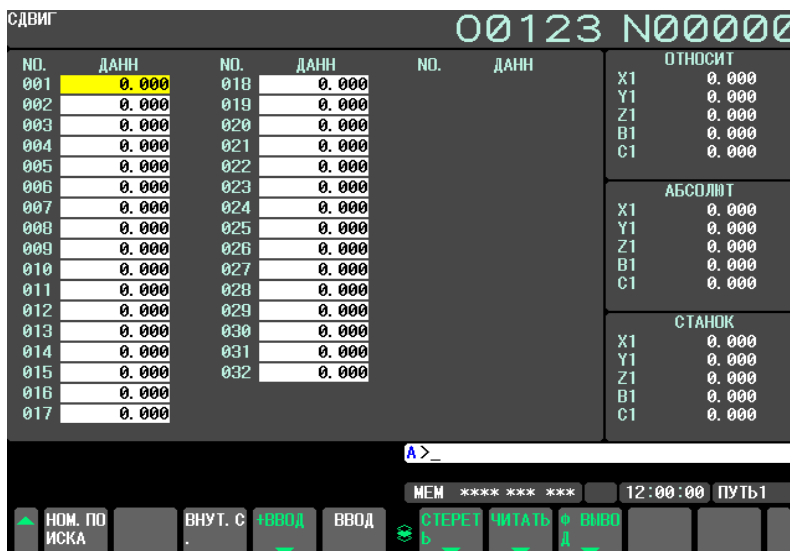 СДВИГ
O0123 N00000
NO. ДАНН NO. ДАНН NO. ДАНН
001 0.000 018 0.000
002 0.000 019 0.000
003 0.000 020 0.000
004 0.000 021 0.000
005 0.000 022 0.000
006 0.000 023 0.000
007 0.000 024 0.000
008 0.000 025 0.000
009 0.000 026 0.000
010 0.000 027 0.000
011 0.000 028 0.000
012 0.000 029 0.000
013 0.000 030 0.000
014 0.000 031 0.000
015 0.000 032 0.000
016 0.000
017 0.000
ОТНОСИТ
X1 0.000
Y1 0.000
Z1 0.000
B1 0.000
C1 0.000
АБСОЛЮТ
X1 0.000
Y1 0.000
Z1 0.000
B1 0.000
C1 0.000
СТАНОК
X1 0.000
Y1 0.000
Z1 0.000
B1 0.000
C1 0.000
A >_
MEM **** *** *** 12:00:00 ПУТЬ1
НОМ. ПО
ИСКА
ВНУТ. С
.
+ВВОД
ВВОД
СТЕРЕТ
Ь
ЧИТАТЬ
Ф ВЫВО
Д